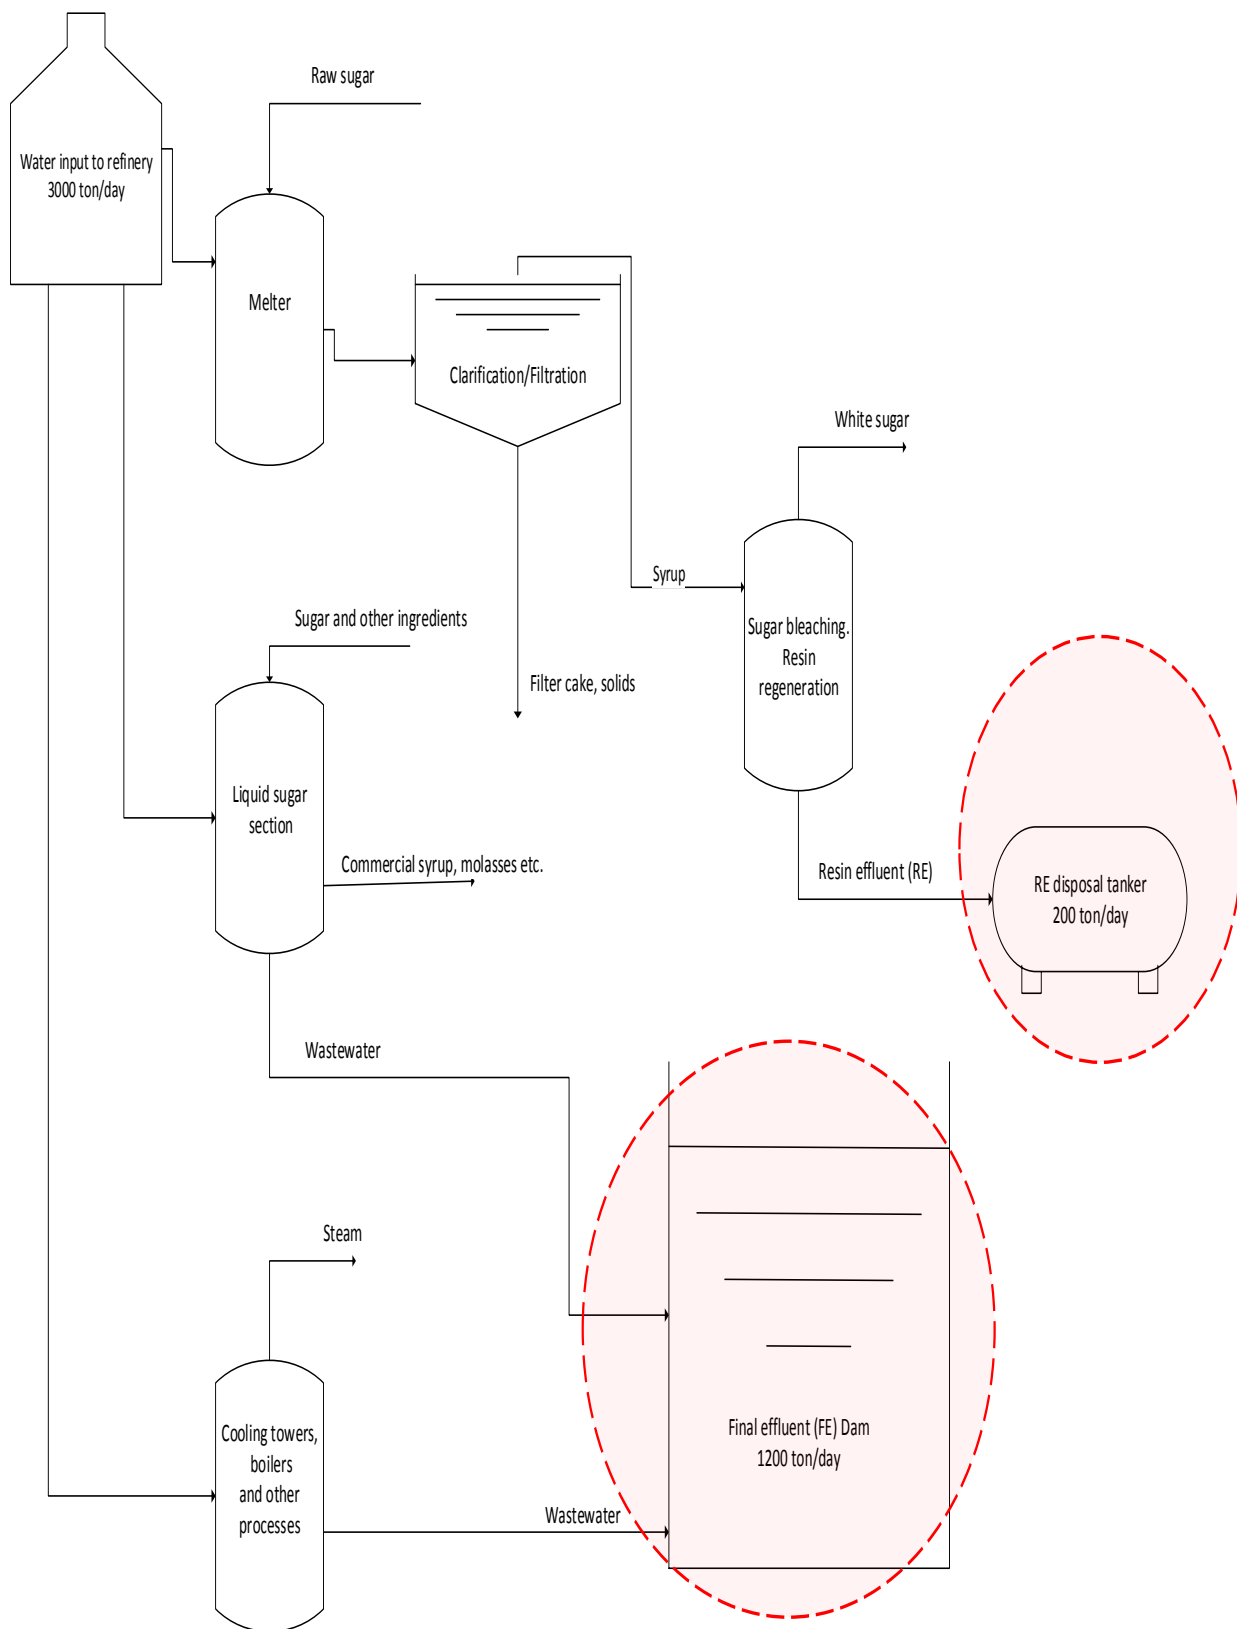 Raw sugar
Water input to refinery
3000 ton/day
Melter
Clarification/Filtration
White sugar
Syrup
Sugar and other ingredients
Sugar bleaching.
Resin
regeneration
Filter cake, solids
Liquid sugar
section
Commercial syrup, molasses etc.
Resin effluent (RE)
RE disposal tanker
200 ton/day
Wastewater
Steam
Cooling towers,
boilers
and other
processes
Final effluent (FE) Dam
1200 ton/day
Wastewater